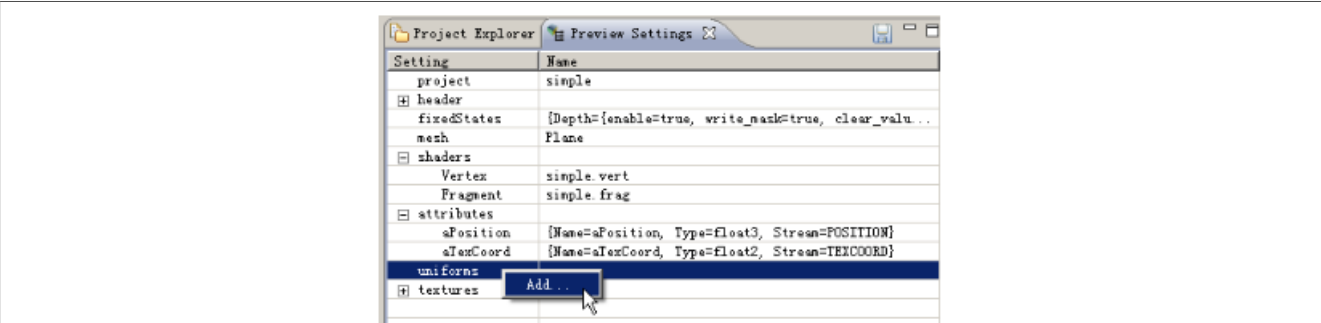 Project Explorer Preview Settings
Setting Name
project simple
header
fixedStates {Depth={enable=true, write_mask=true, clear_valu...
mesh Plane
shaders
Vertex simple.vert
Fragment simple.frag
attributes
aPosition {Name=aPosition, Type=float3, Stream=POSITION}
aTexCoord {Name=aTexCoord, Type=float2, Stream=TEXCOORD}
uniforms
Add...
textures